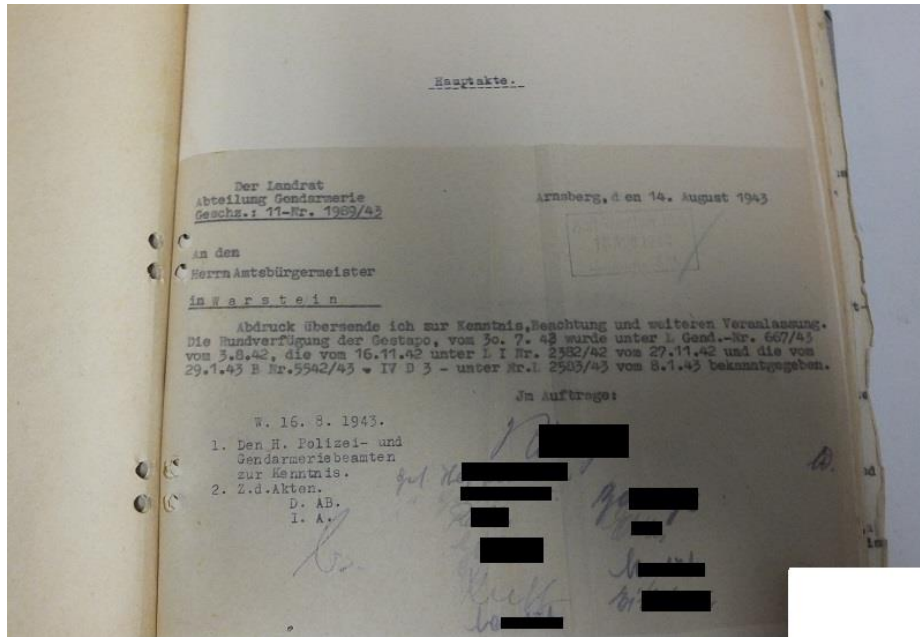 Hauptakte.
Der Landrat
Abteilung Gendarmerie
Geschz.: 11-Nr. 1989/43
Arnsberg, d en 14. August 1943
An den
Herrn Amtsbürgermeister
in W a r s t e i n
Abdruck übersende ich zur Kenntnis, Beachtung und weiteren Veranlassung.
Die Rundverfügung der Gestapo, vom 30. 7. 42 wurde unter L Gend.-Nr. 667/43
vom 3.8.42, die vom 16.11.42 unter L I Nr. 2382/42 vom 27.11.42 und die vom
29.1.43 B Nr.5542/43 - IV D 3 - unter Nr.L 2583/43 vom 8.1.43 bekanntgegeben.
Jm Auftrage:
W. 16. 8. 1943.
1. Den H. Polizei- und
Gendarmeriebeamten
zur Kenntnis.
2. Z.d.Akten.
D. AB.
I. A.